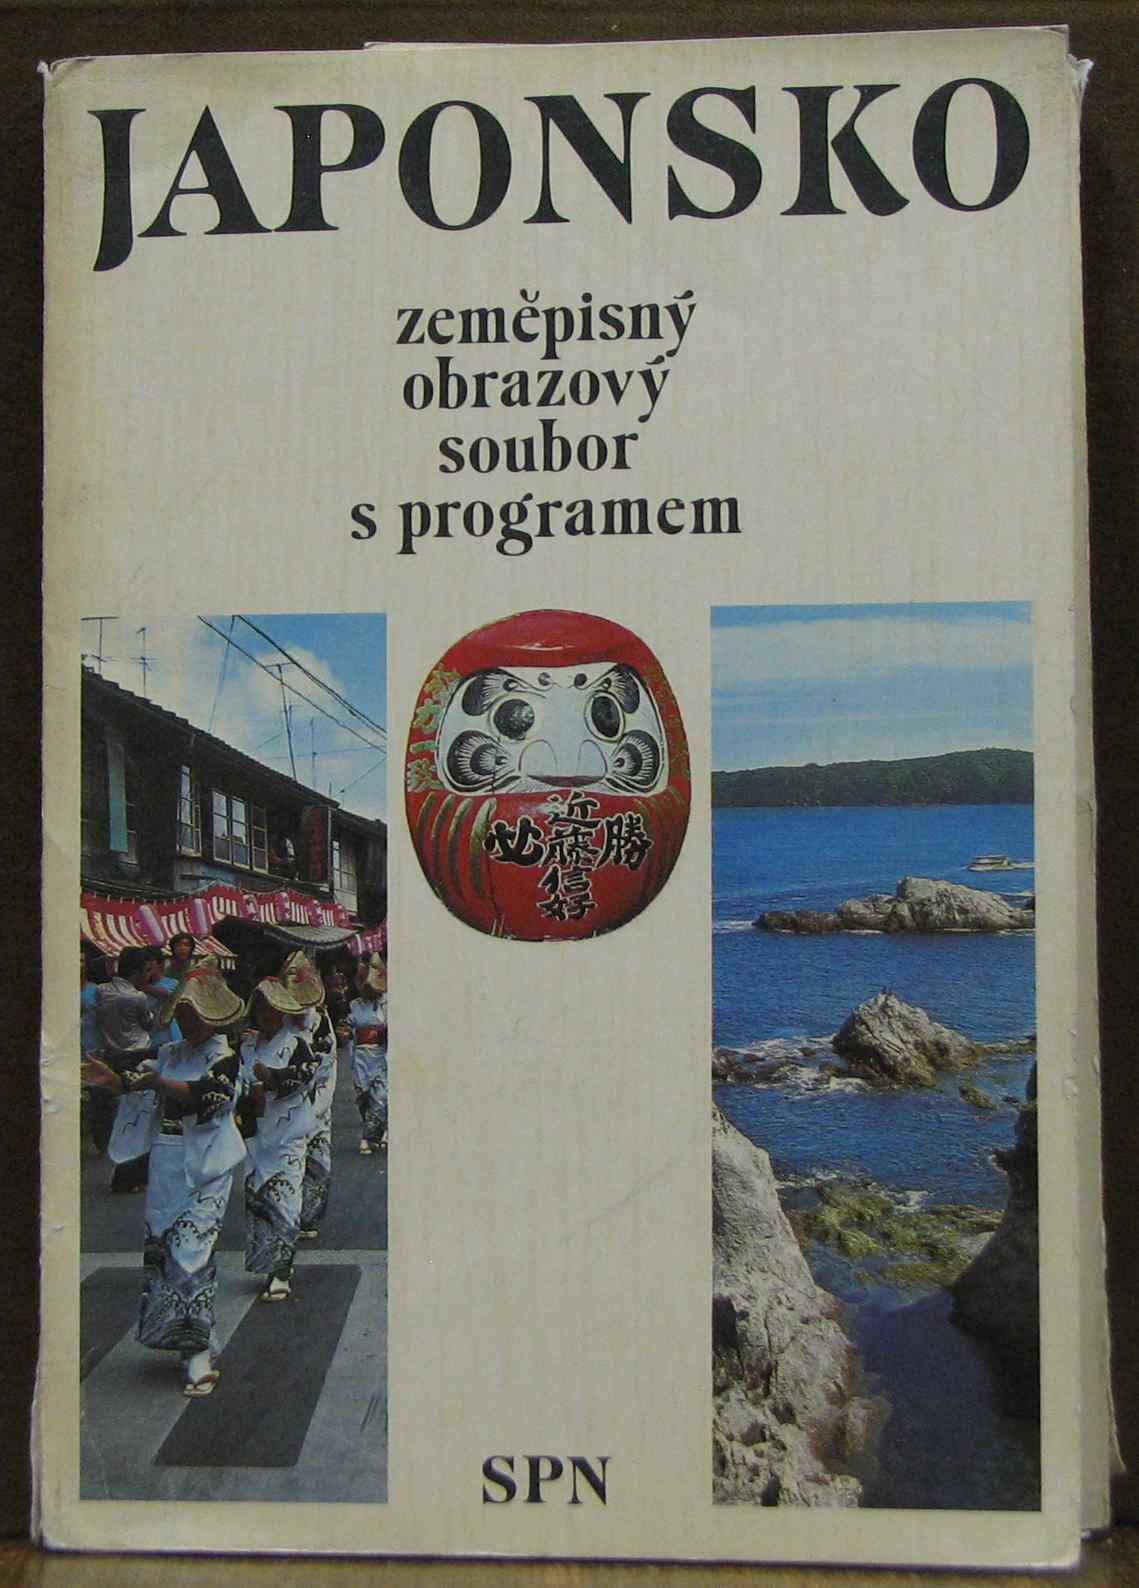 JAPONSKO
zeměpisný
obrazový
soubor
s programem
必 近藤信好 勝
SPN